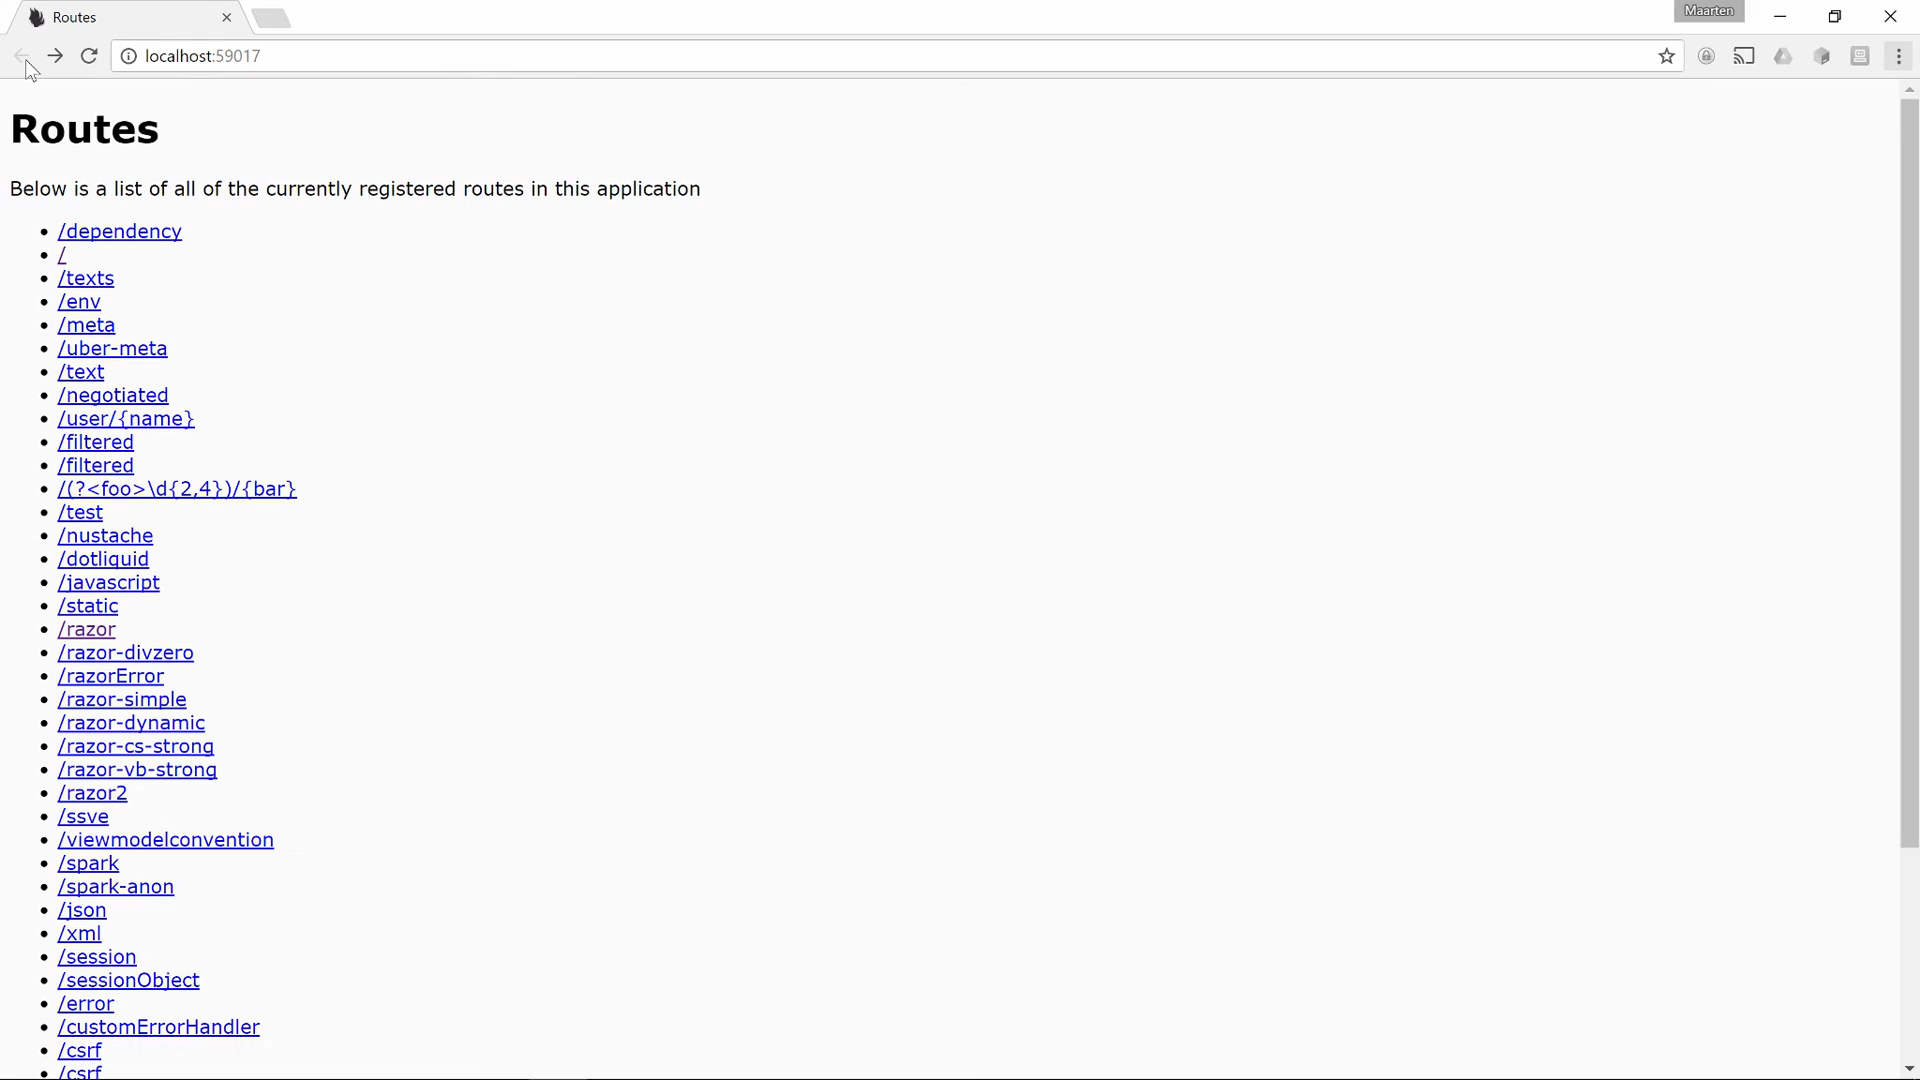 Routes
Maarten
localhost:59017
Routes
Below is a list of all of the currently registered routes in this application
/dependency
/
/texts
/env
/meta
/uber-meta
/text
/negotiated
/user/{name}
/filtered
/filtered
/(?<foo>\d{2,4})/{bar}
/test
/nustache
/dotliquid
/javascript
/static
/razor
/razor-divzero
/razorError
/razor-simple
/razor-dynamic
/razor-cs-strong
/razor-vb-strong
/razor2
/ssve
/viewmodelconvention
/spark
/spark-anon
/json
/xml
/session
/sessionObject
/error
/customErrorHandler
/csrf
/csrf